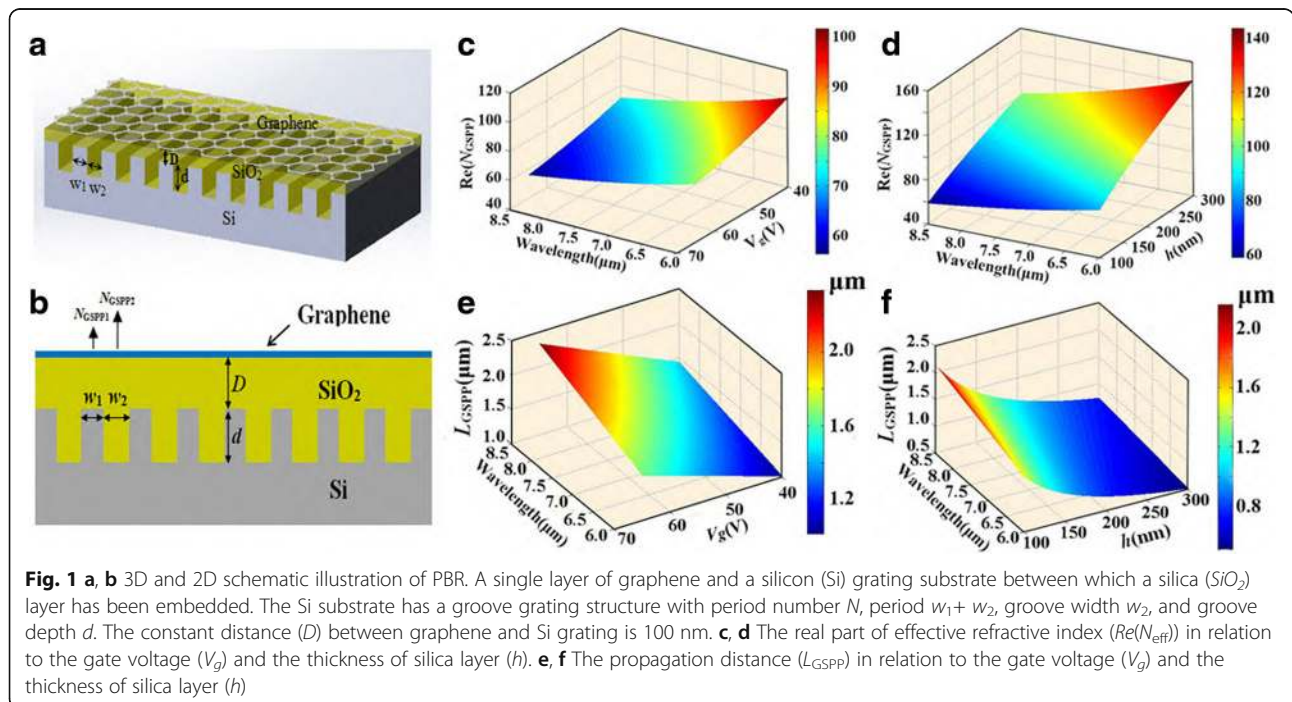 a
Graphene
D
SiO2
d
w1 w2
Si
b
NGSPP2
NGSPP1
Graphene
D
SiO2
w1 w2
d
Si
c
Re(NGSPP)
120
100
80
60
40
8.5 8.0 7.5 7.0 6.5 6.0
Wavelength(µm)
70 60 50 40
Vg(V)
100
90
80
70
60
d
Re(NGSPP)
160
120
80
40
8.5 8.0 7.5 7.0 6.5 6.0
Wavelength(µm)
100 150 200 250 300
h(nm)
140
120
100
80
60
e
LGSPP(µm)
2.5
2.0
1.5
1.0
8.5 8.0 7.5 7.0 6.5 6.0
Wavelength(µm)
70 60 50 40
Vg(V)
µm
2.0
1.6
1.2
f
LGSPP(µm)
2.5
2.0
1.5
1.0
0.5
8.5 8.0 7.5 7.0 6.5 6.0
Wavelength(µm)
100 150 200 250 300
h(nm)
µm
2.0
1.6
1.2
0.8
Fig. 1 a, b 3D and 2D schematic illustration of PBR. A single layer of graphene and a silicon (Si) grating substrate between which a silica (SiO2)
layer has been embedded. The Si substrate has a groove grating structure with period number N, period w1+ w2, groove width w2, and groove
depth d. The constant distance (D) between graphene and Si grating is 100 nm. c, d The real part of effective refractive index (Re(Neff)) in relation
to the gate voltage (Vg) and the thickness of silica layer (h). e, f The propagation distance (LGSPP) in relation to the gate voltage (Vg) and the
thickness of silica layer (h)